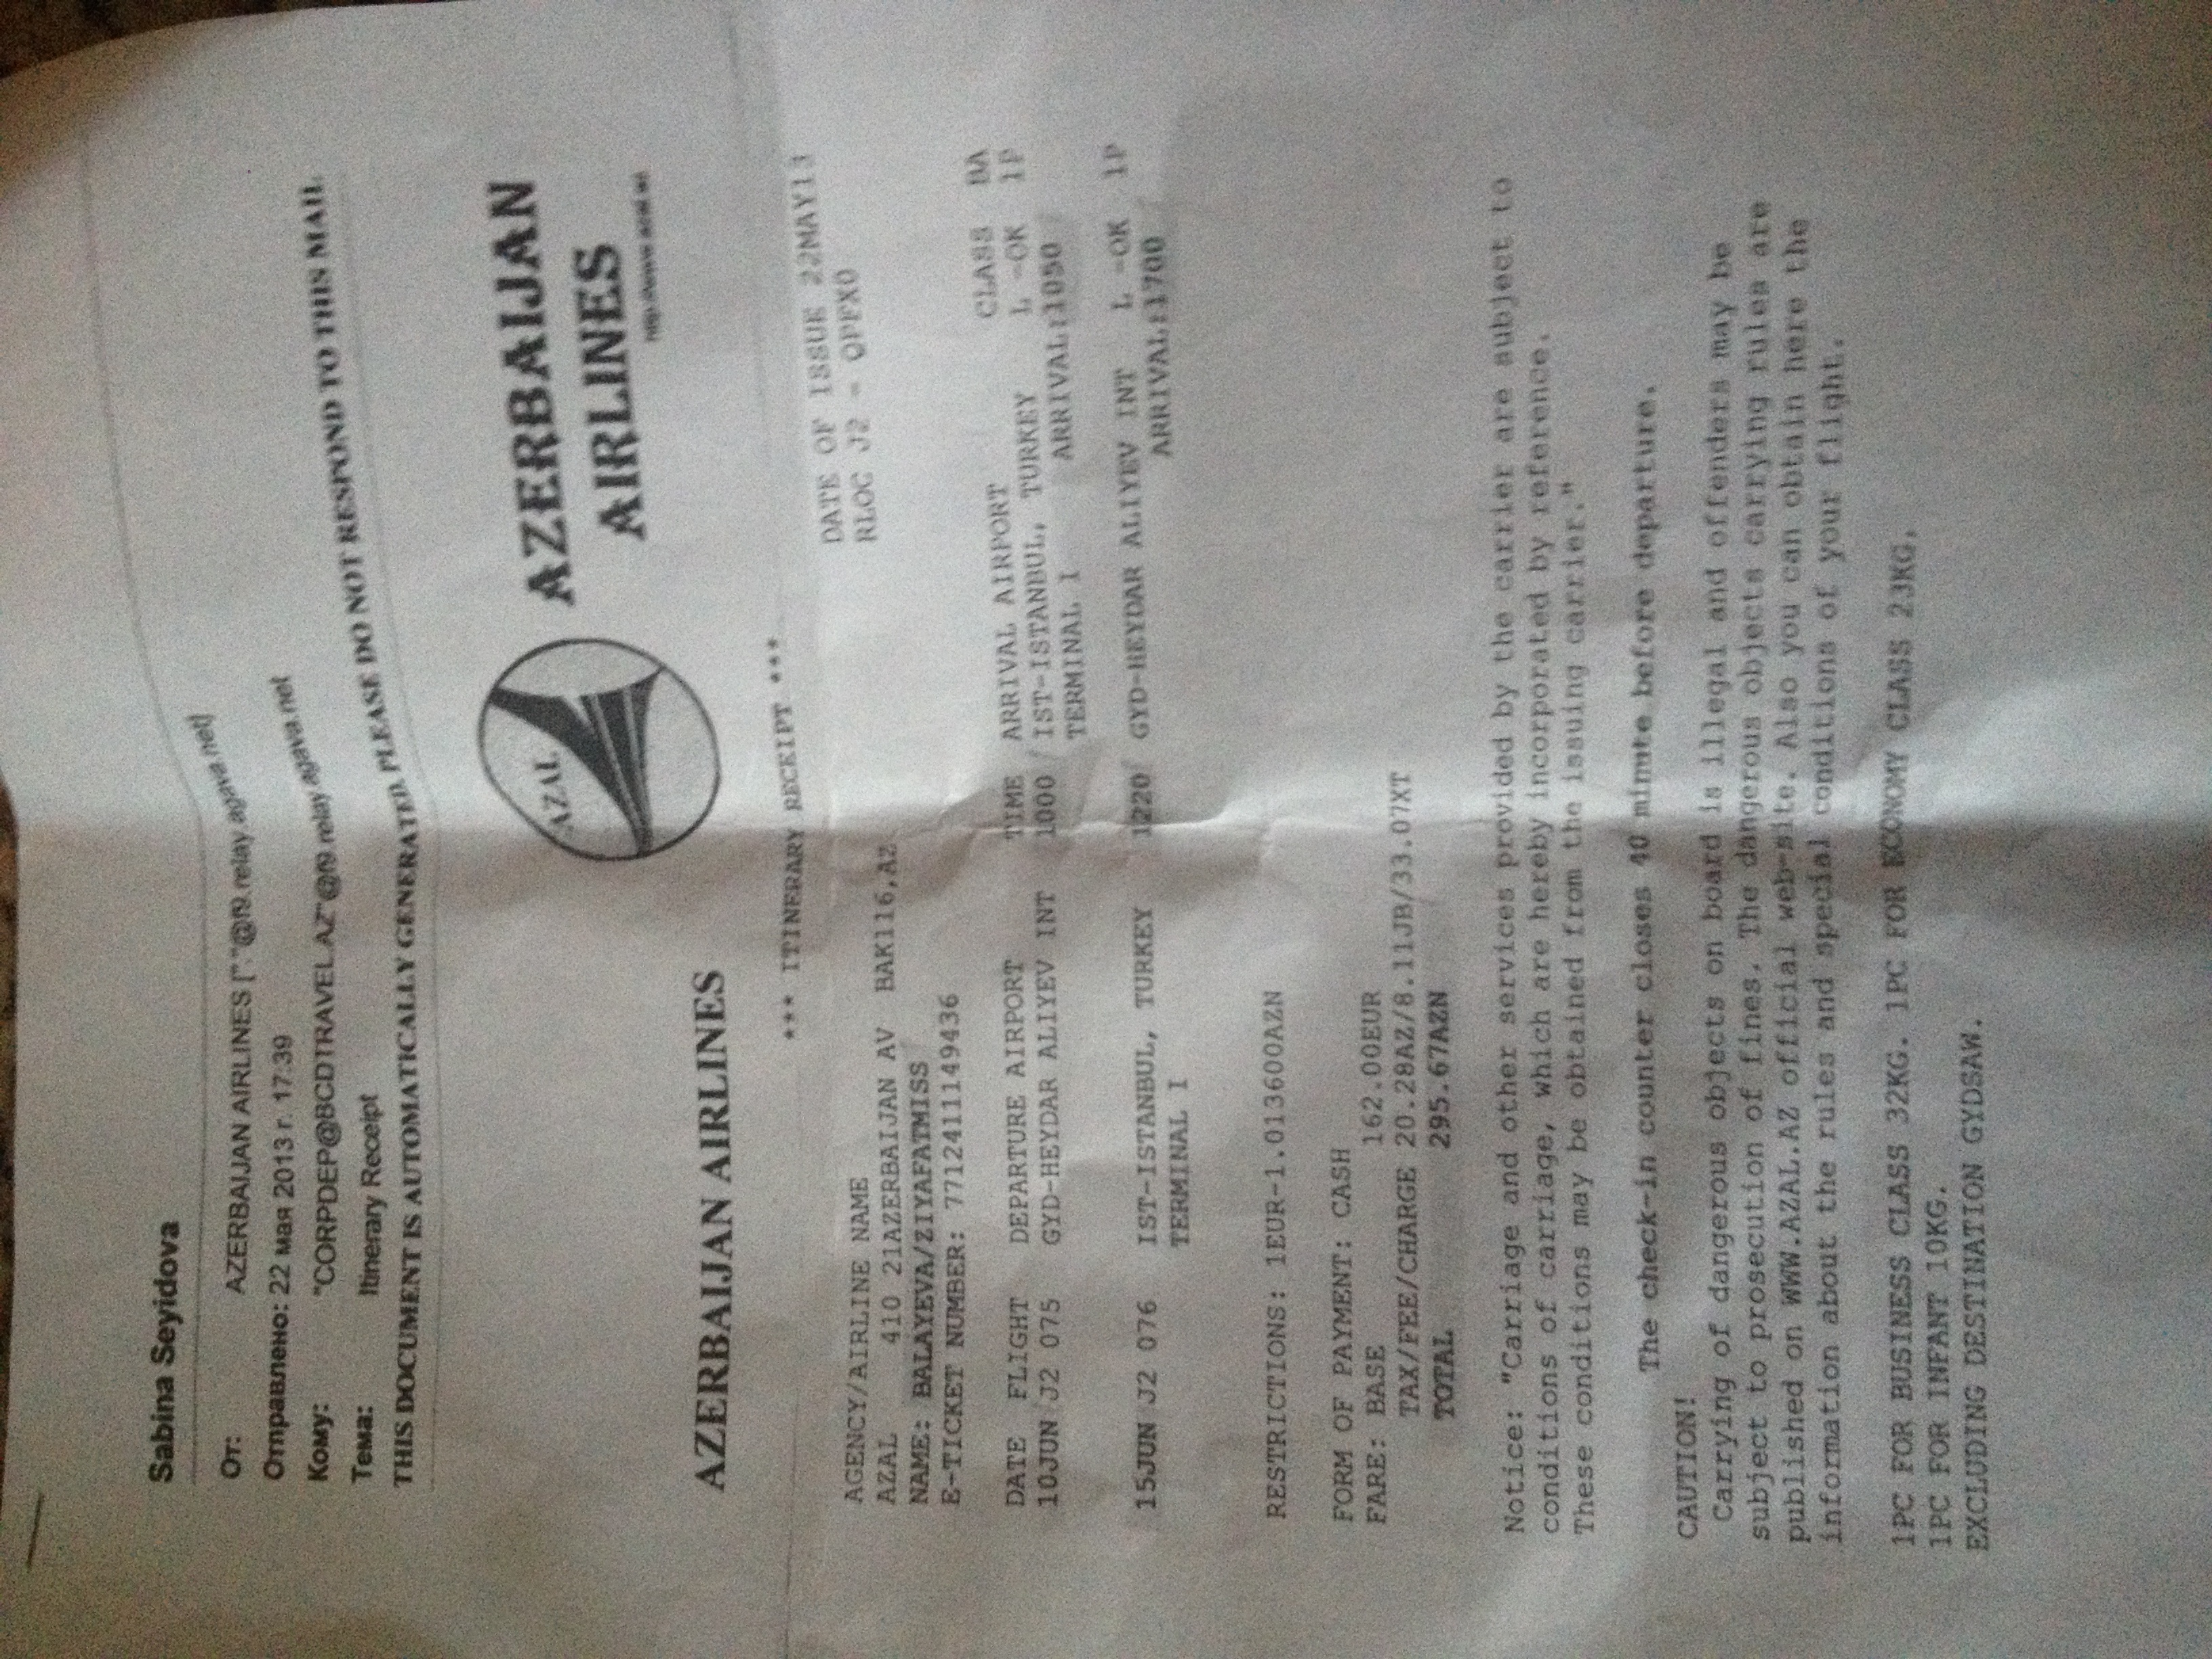 Sabina Seyidova
От: AZERBAIJAN AIRLINES ["."@f9.relay.agava.net]
Отправлено: 22 мая 2013 г. 17:39
Кому: "CORPDEP@BCDTRAVEL.AZ"@f9.relay.agava.net
Тема: Itinerary Receipt
THIS DOCUMENT IS AUTOMATICALLY GENERATED, PLEASE DO NOT RESPOND TO THIS MAIL
AZAL
AZERBAIJAN
AIRLINES
AZERBAIJAN AIRLINES
*** ITINERARY RECEIPT ***
DATE OF ISSUE 22MAY13
RLOC J2 - QPFX0
AGENCY/AIRLINE NAME
AZAL 410 21AZERBAIJAN AV BAK116,AZ
NAME: BALAYEVA/ZIYAFATMISS
E-TICKET NUMBER: 7712411149436
DATE FLIGHT DEPARTURE AIRPORT TIME ARRIVAL AIRPORT CLASS BA
10JUN J2 075 GYD-HEYDAR ALIYEV INT 1000 / IST-ISTANBUL, TURKEY L -OK 1P
TERMINAL I ARRIVAL:1050
15JUN J2 076 IST-ISTANBUL, TURKEY 1220 / GYD-HEYDAR ALIYEV INT L -OK 1P
TERMINAL I ARRIVAL:1700
RESTRICTIONS: 1EUR-1.013600AZN
FORM OF PAYMENT: CASH
FARE: BASE 162.00EUR
TAX/FEE/CHARGE 20.28AZ/8.11JB/33.07XT
TOTAL 295.67AZN
Notice: "Carriage and other services provided by the carrier are subject to
conditions of carriage, which are hereby incorporated by reference.
These conditions may be obtained from the issuing carrier."
The check-in counter closes 40 minute before departure.
CAUTION!
Carrying of dangerous objects on board is illegal and offenders may be
subject to prosecution of fines. The dangerous objects carrying rules are
published on WWW.AZAL.AZ official web-site. Also you can obtain here the
information about the rules and special conditions of your flight.
1PC FOR BUSINESS CLASS 32KG. 1PC FOR ECONOMY CLASS 23KG.
1PC FOR INFANT 10KG.
EXCLUDING DESTINATION GYDSAW.